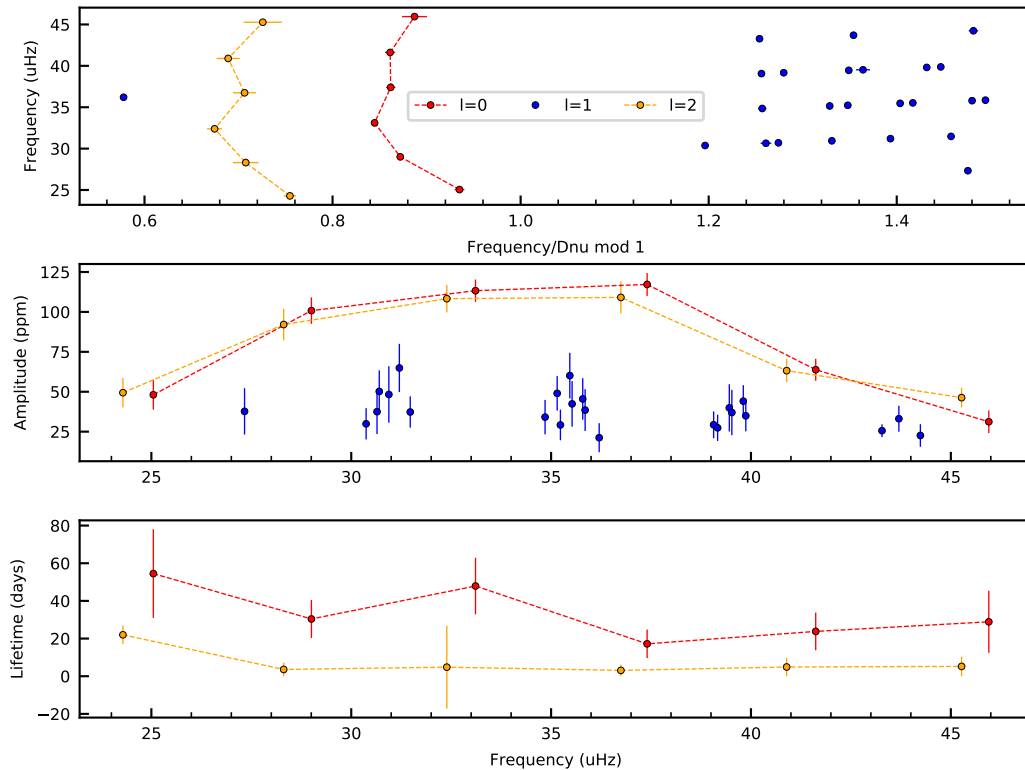 Frequency (uHz)
45
40
35
30
25
l=0 l=1 l=2
0.6 0.8 1.0 1.2 1.4
Frequency/Dnu mod 1
Amplitude (ppm)
125
100
75
50
25
25 30 35 40 45
Lifetime (days)
80
60
40
20
0
−20
25 30 35 40 45
Frequency (uHz)